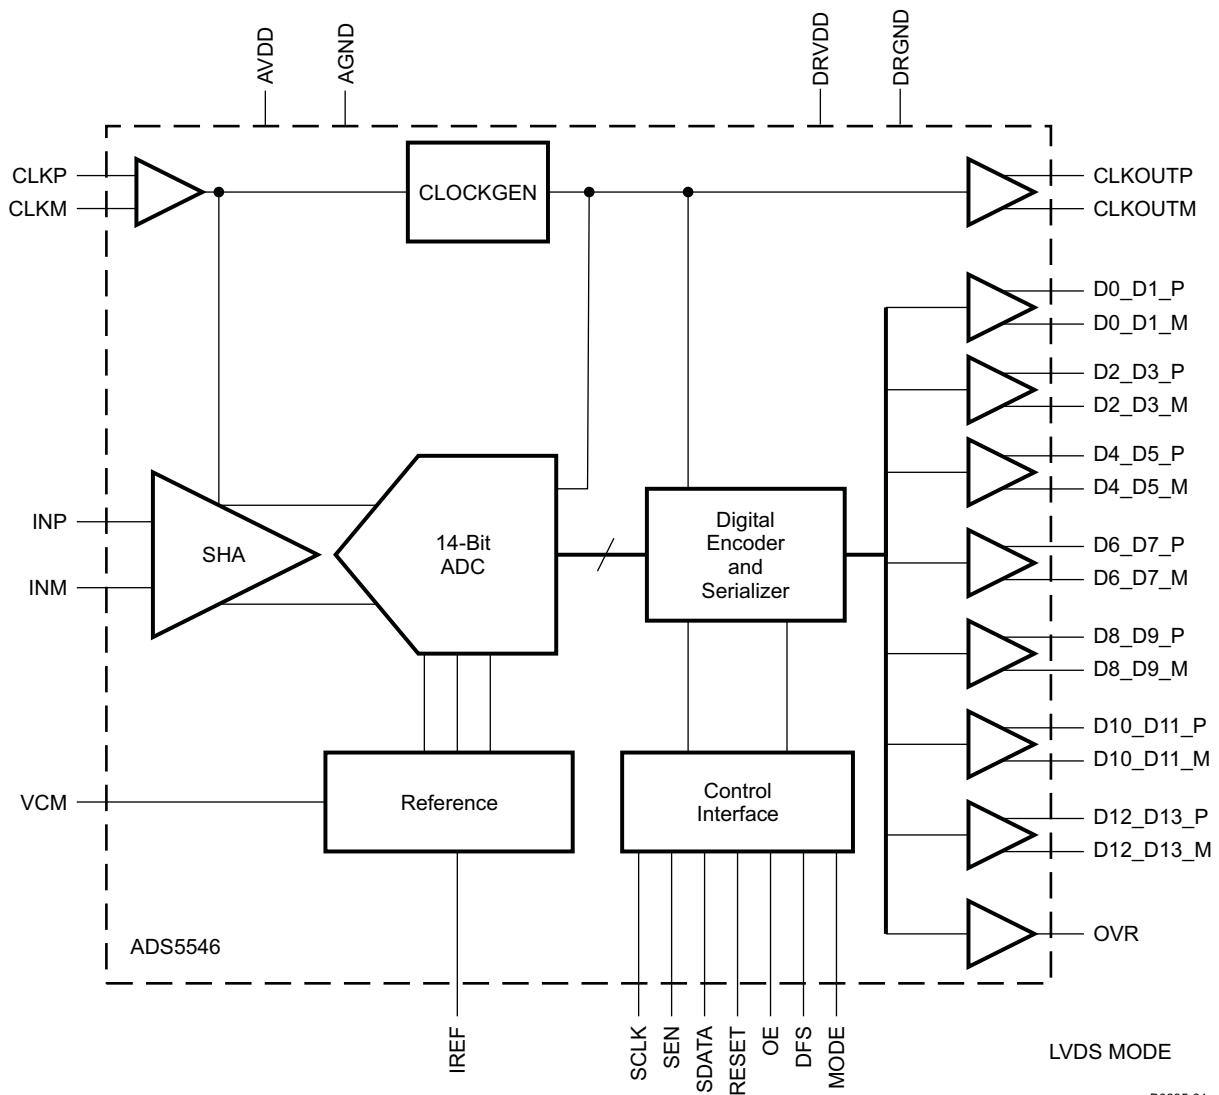 AVDD
AGND
DRVDD
DRGND
CLKP
CLKM
CLOCKGEN
CLKOUTP
CLKOUTM
D0_D1_P
D0_D1_M
D2_D3_P
D2_D3_M
D4_D5_P
D4_D5_M
INP
INM
SHA
14-Bit
ADC
Digital
Encoder
and
Serializer
D6_D7_P
D6_D7_M
D8_D9_P
D8_D9_M
D10_D11_P
D10_D11_M
VCM
Reference
Control
Interface
D12_D13_P
D12_D13_M
OVR
ADS5546
IREF
SCLK
SEN
SDATA
RESET
OE
DFS
MODE
LVDS MODE